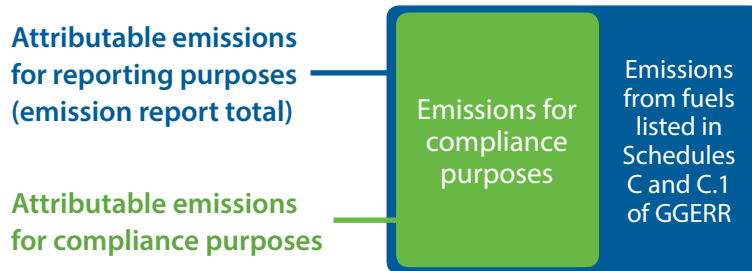 Attributable emissions
for reporting purposes
(emission report total)
Attributable emissions
for compliance purposes
Emissions for
compliance
purposes
Emissions
from fuels
listed in
Schedules
C and C.1
of GGERR